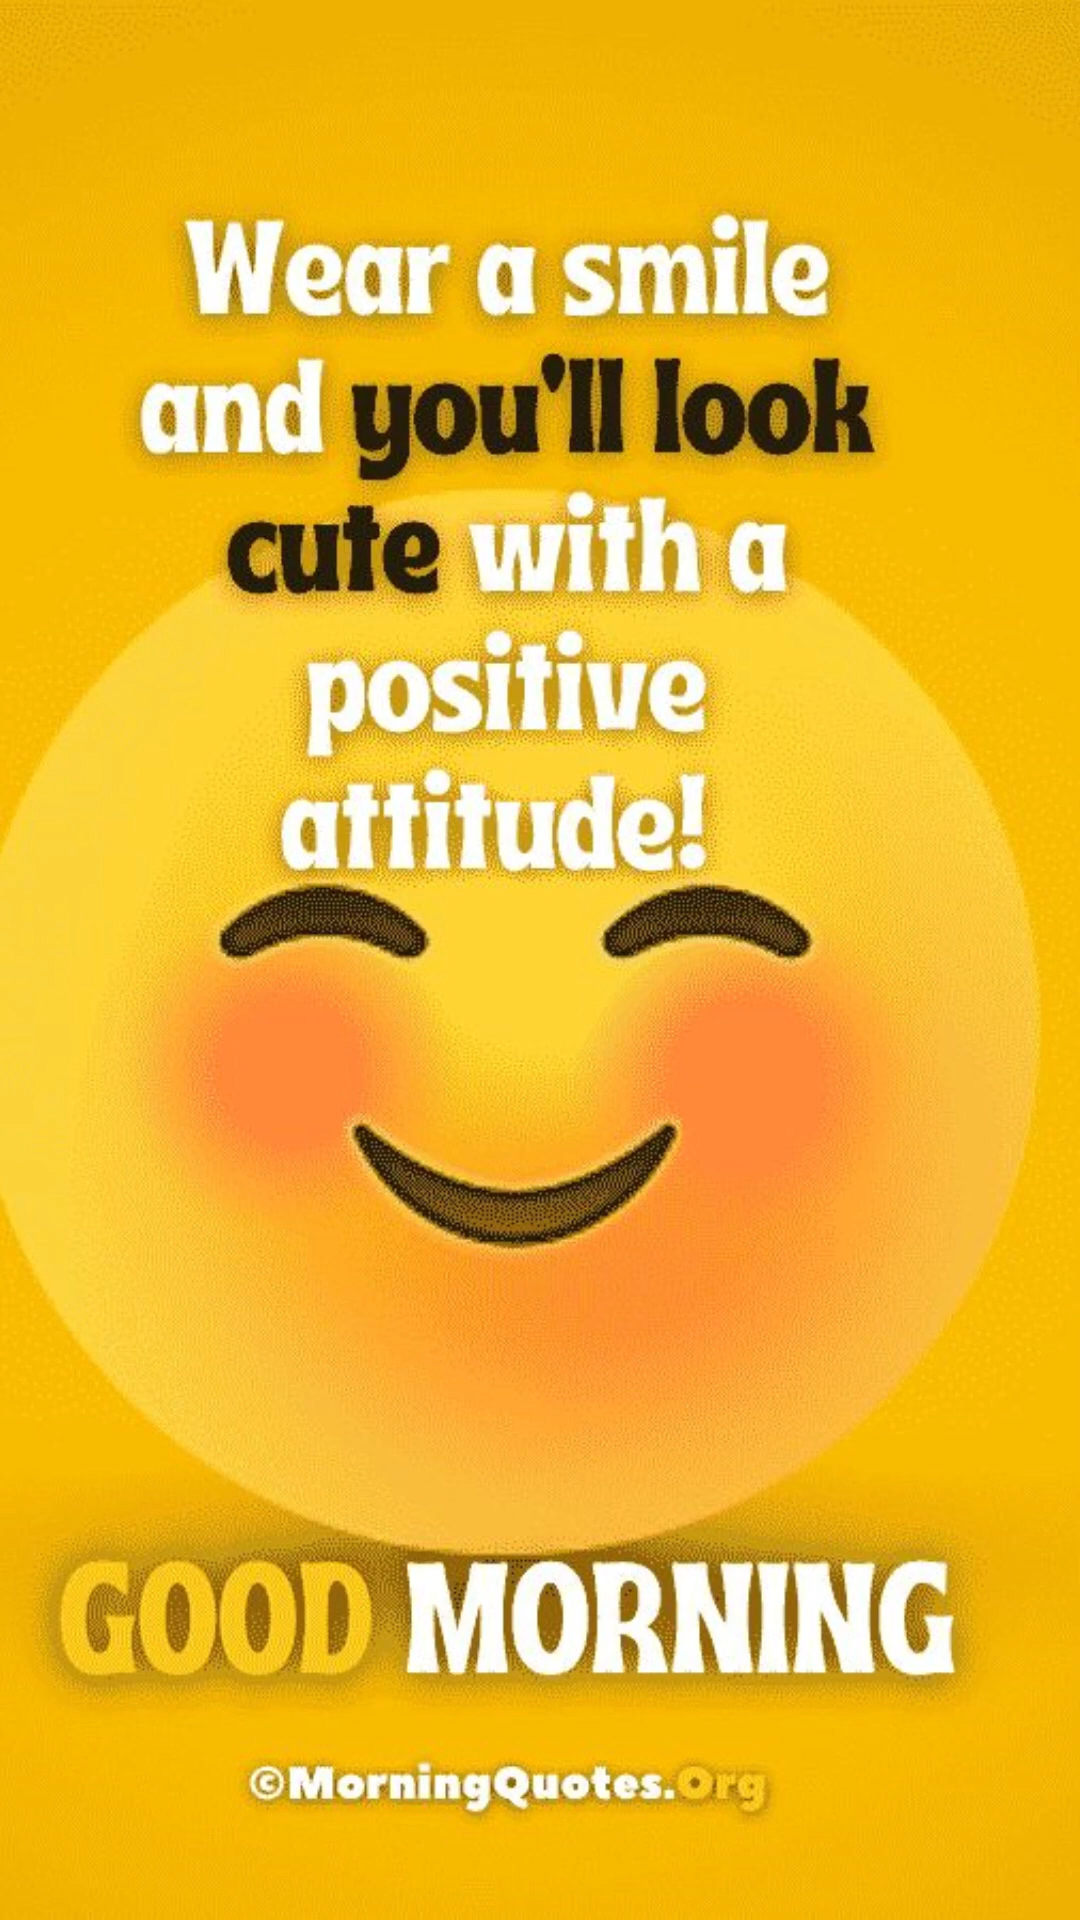 Wear a smile
and you'll look
cute with a
positive
attitude!
GOOD MORNING
©MorningQuotes.Org